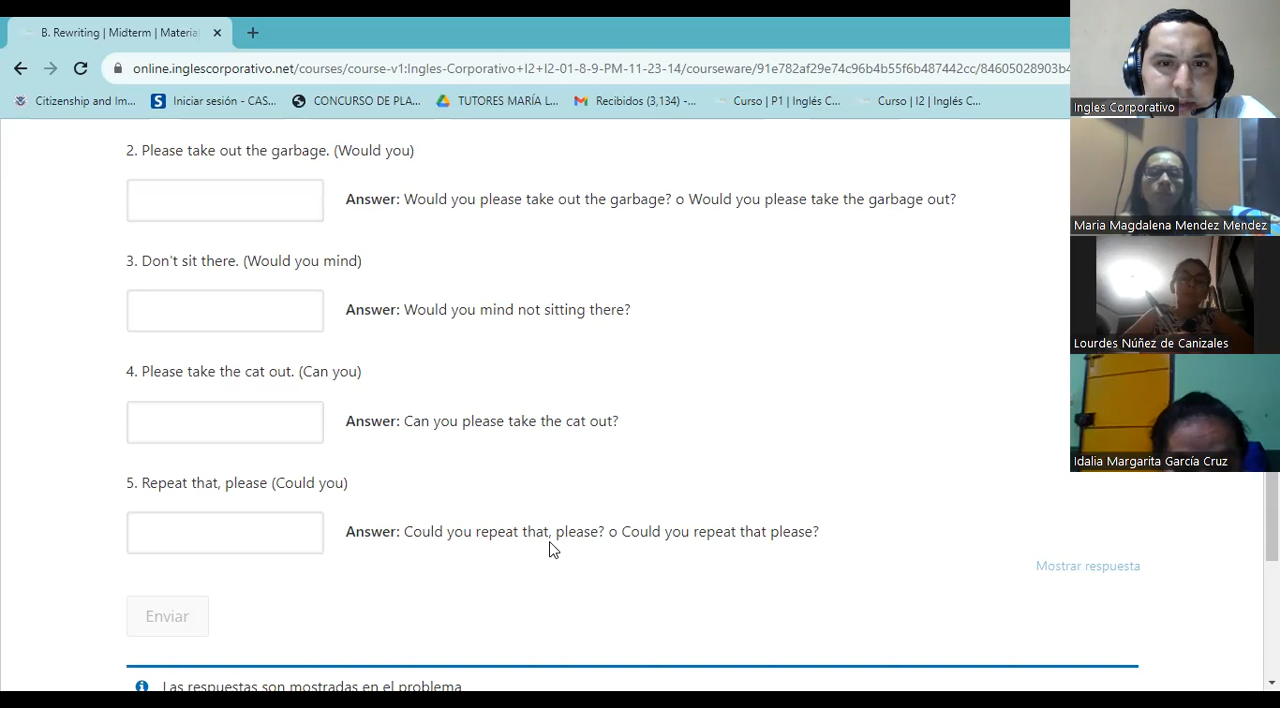 B. Rewriting | Midterm | Materia
online.inglescorporativo.net/courses/course-v1:Ingles-Corporativo+I2+I2-01-8-9-PM-11-23-14/courseware/91e782af29e74c96b4b55f6b487442cc/84605028903b4
Citizenship and Im... Iniciar sesión - CAS... CONCURSO DE PLA... TUTORES MARÍA L... Recibidos (3,134) -... Curso | P1 | Inglés C... Curso | I2 | Inglés C...
Ingles Corporativo
2. Please take out the garbage. (Would you)
Answer: Would you please take out the garbage? o Would you please take the garbage out?
Maria Magdalena Mendez Mendez
3. Don't sit there. (Would you mind)
Answer: Would you mind not sitting there?
Lourdes Núñez de Canizales
4. Please take the cat out. (Can you)
Answer: Can you please take the cat out?
Idalia Margarita García Cruz
5. Repeat that, please (Could you)
Answer: Could you repeat that, please? o Could you repeat that please?
Mostrar respuesta
Enviar
Las respuestas son mostradas en el problema